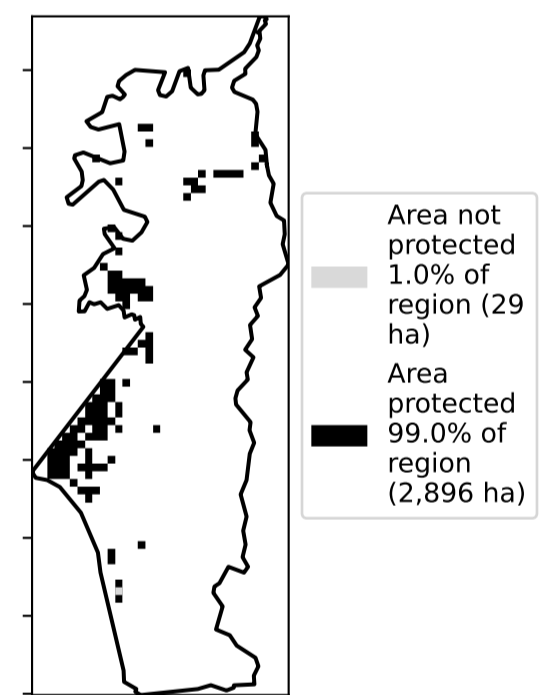 Area not
protected
1.0% of
region (29
ha)
Area
protected
99.0% of
region
(2,896 ha)